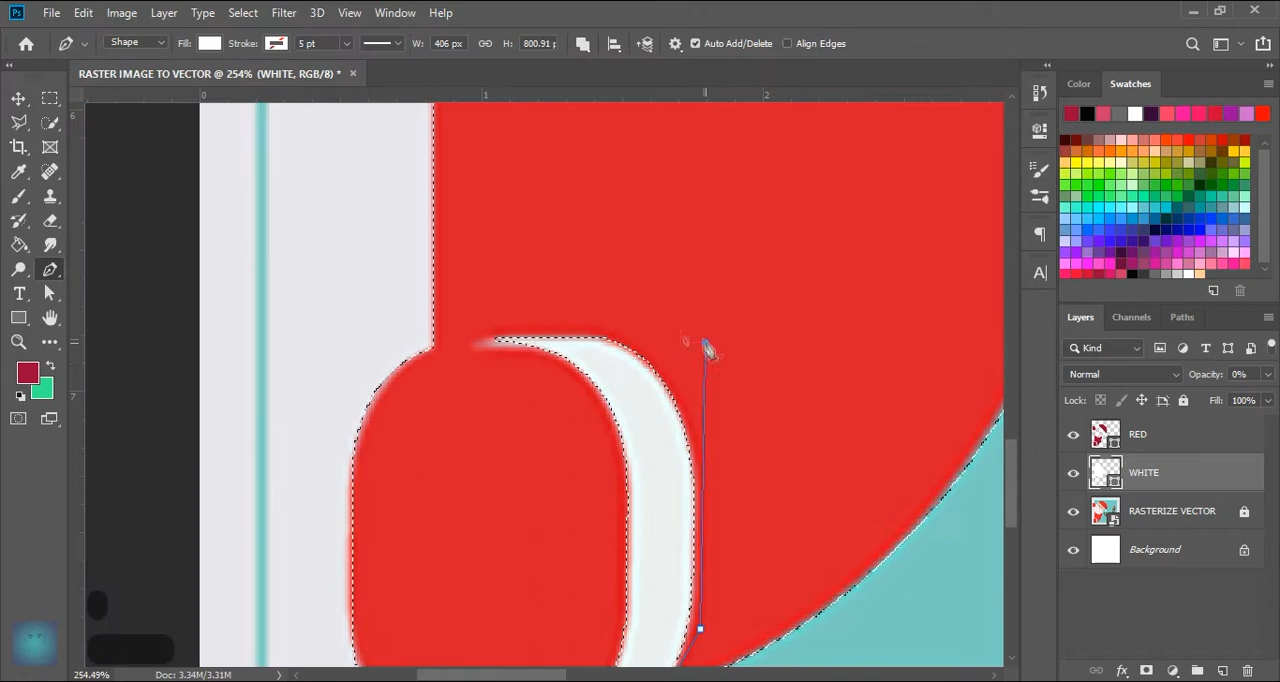 Ps File Edit Image Layer Type Select Filter 3D View Window Help
Shape Fill: Stroke: 5 pt W: 406 px H: 800.91 p Auto Add/Delete Align Edges
RASTER IMAGE TO VECTOR @ 254% (WHITE, RGB/8) *
0 1 2
6
7
Color Swatches
Layers Channels Paths
Kind
Normal Opacity: 0%
Lock: Fill: 100%
RED
WHITE
RASTERIZE VECTOR
Background
254.49% Doc: 3.34M/3.31M